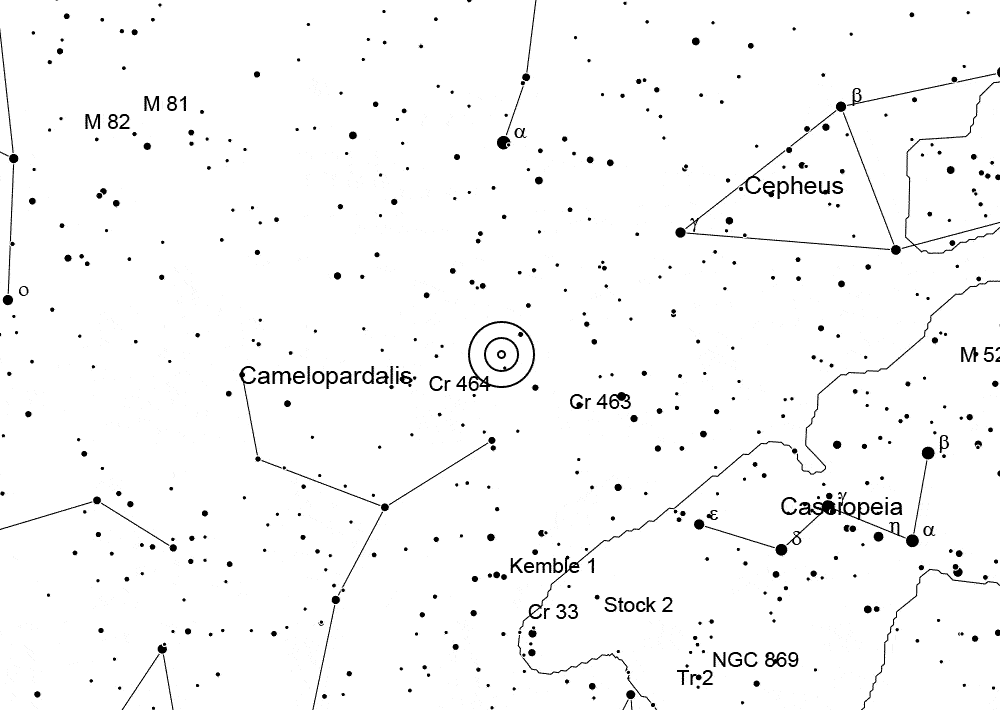 M 81
M 82
α
β
Cepheus
γ
ο
M 52
Camelopardalis
Cr 464
Cr 463
β
γ
Cassiopeia
ε
η
α
δ
Kemble 1
Stock 2
Cr 33
NGC 869
Tr 2